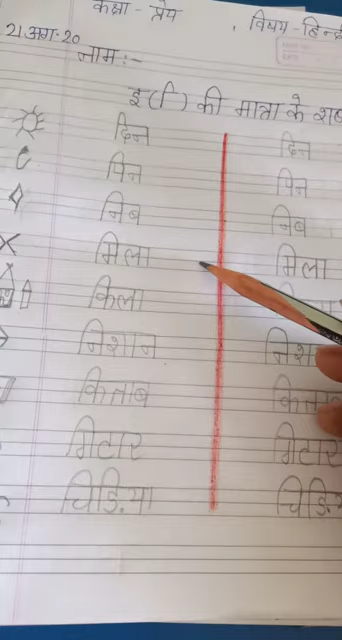 कक्षा - प्रेप , विषय - हिन्दी
21 अग॰ 20
नाम :-
इ ( ि ) की मात्रा के शब्द
दिन दिन
पिन पिन
निब निब
मिला मिला
किला
निशान निशा
किताब किताब
गिटार गिटार
चिड़िया चिड़िया